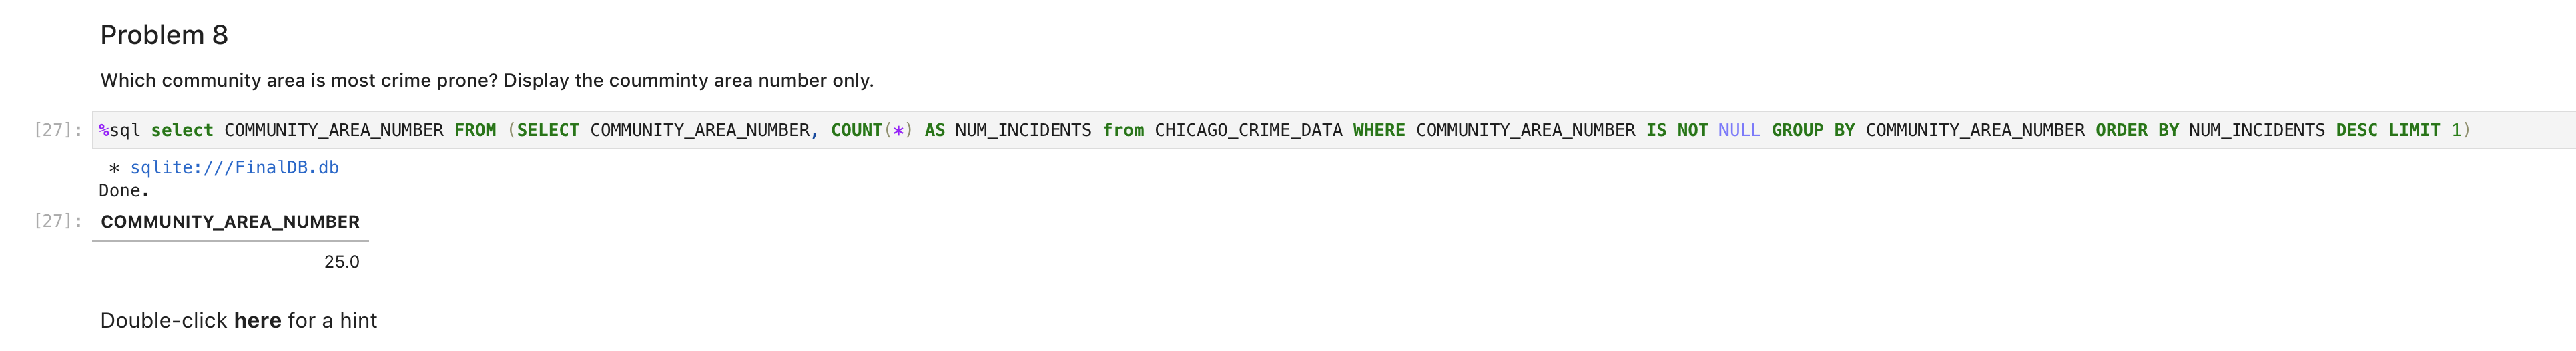 Problem 8
Which community area is most crime prone? Display the coumminty area number only.
[27]: %sql select COMMUNITY_AREA_NUMBER FROM (SELECT COMMUNITY_AREA_NUMBER, COUNT(*) AS NUM_INCIDENTS from CHICAGO_CRIME_DATA WHERE COMMUNITY_AREA_NUMBER IS NOT NULL GROUP BY COMMUNITY_AREA_NUMBER ORDER BY NUM_INCIDENTS DESC LIMIT 1)
* sqlite:///FinalDB.db
Done.
[27]: COMMUNITY_AREA_NUMBER
25.0
Double-click here for a hint